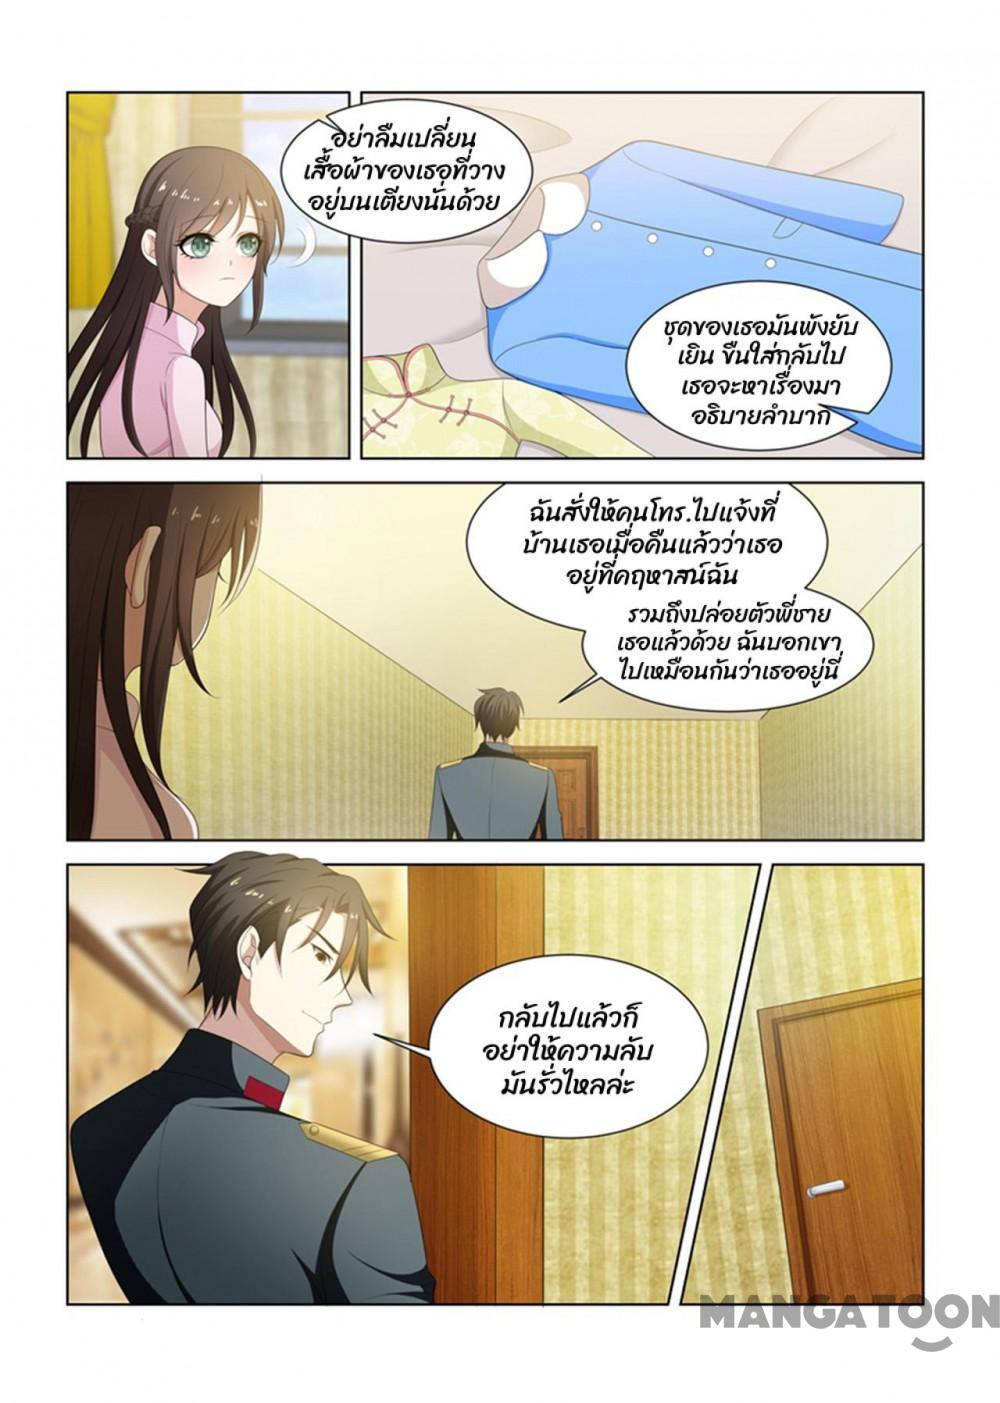 อย่าลืมเปลี่ยน
เสื้อผ้าของเธอที่วาง
อยู่บนเตียงนั่นด้วย
ชุดของเธอมันพังยับ
เยิน ขืนใส่กลับไป
เธอจะหาเรื่องมา
อธิบายลำบาก
ฉันสั่งให้คนโทร.ไปแจ้งที่
บ้านเธอเมื่อคืนแล้วว่าเธอ
อยู่ที่คฤหาสน์ฉัน
รวมถึงปล่อยตัวพี่ชาย
เธอแล้วด้วย ฉันบอกเขา
ไปเหมือนกันว่าเธออยู่นี่
กลับไปแล้วก็
อย่าให้ความลับ
มันรั่วไหลล่ะ
MANGATOON